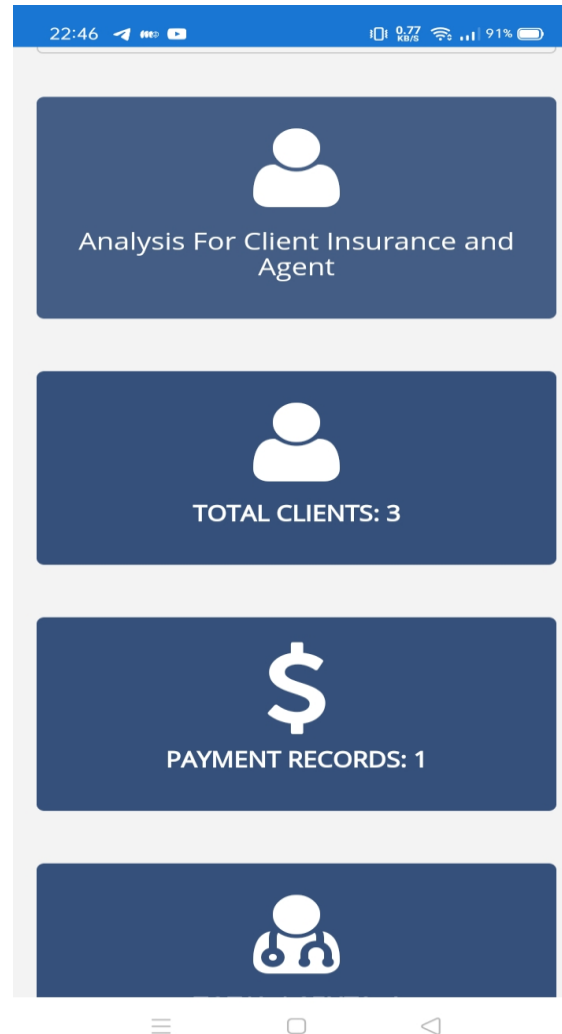 22:46
0.77
KB/S
91%
Analysis For Client Insurance and
Agent
TOTAL CLIENTS: 3
PAYMENT RECORDS: 1